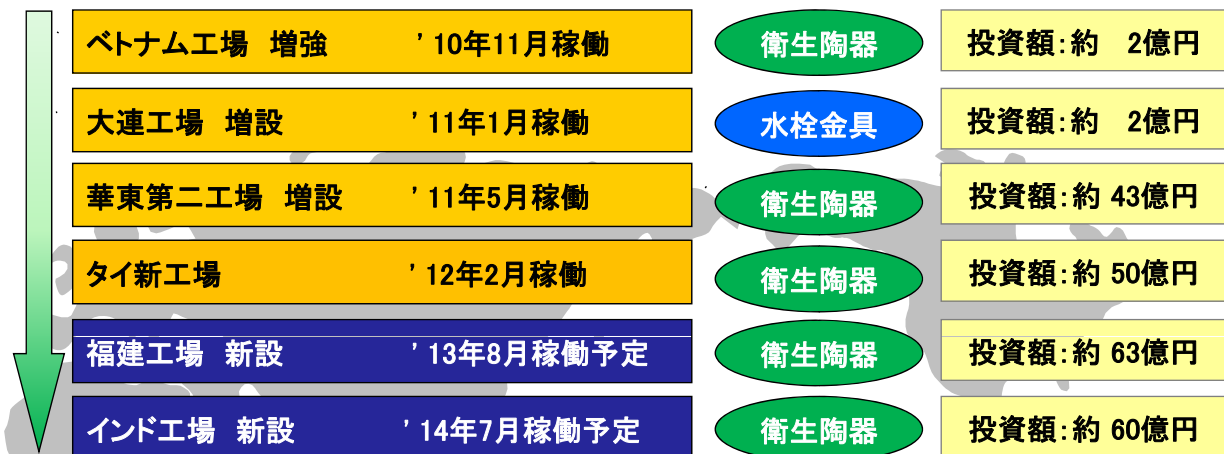 ベトナム工場 増強 ’10年11月稼働 衛生陶器 投資額：約 2億円
大連工場 増設 ’11年1月稼働 水栓金具 投資額：約 2億円
華東第二工場 増設 ’11年5月稼働 衛生陶器 投資額：約 43億円
タイ新工場 ’12年2月稼働 衛生陶器 投資額：約 50億円
福建工場 新設 ’13年8月稼働予定 衛生陶器 投資額：約 63億円
インド工場 新設 ’14年7月稼働予定 衛生陶器 投資額：約 60億円